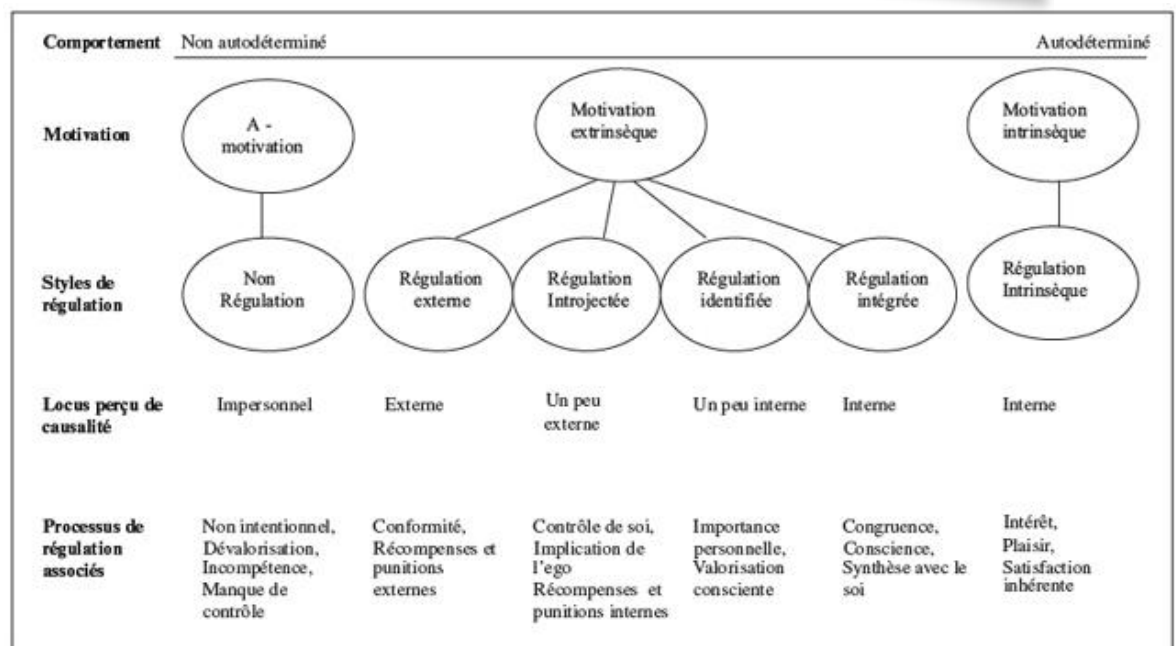 Comportement Non autodéterminé Autodéterminé
Motivation
A -
motivation
Motivation
extrinsèque
Motivation
intrinsèque
Styles de
régulation
Non
Régulation
Régulation
externe
Régulation
Introjectée
Régulation
identifiée
Régulation
intégrée
Régulation
Intrinsèque
Locus perçu de
causalité
Impersonnel
Externe
Un peu
externe
Un peu interne
Interne
Interne
Processus de
régulation
associés
Non intentionnel,
Dévalorisation,
Incompétence,
Manque de
contrôle
Conformité,
Récompenses et
punitions
externes
Contrôle de soi,
Implication de
l'ego
Récompenses et
punitions internes
Importance
personnelle,
Valorisation
consciente
Congruence,
Conscience,
Synthèse avec le
soi
Intérêt,
Plaisir,
Satisfaction
inhérente